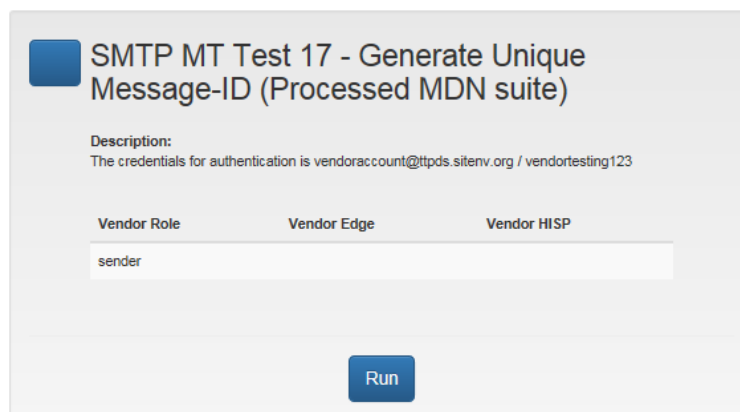 SMTP MT Test 17 - Generate Unique
Message-ID (Processed MDN suite)
Description:
The credentials for authentication is vendoraccount@ttpds.sitenv.org / vendortesting123
Vendor Role Vendor Edge Vendor HISP
sender
Run